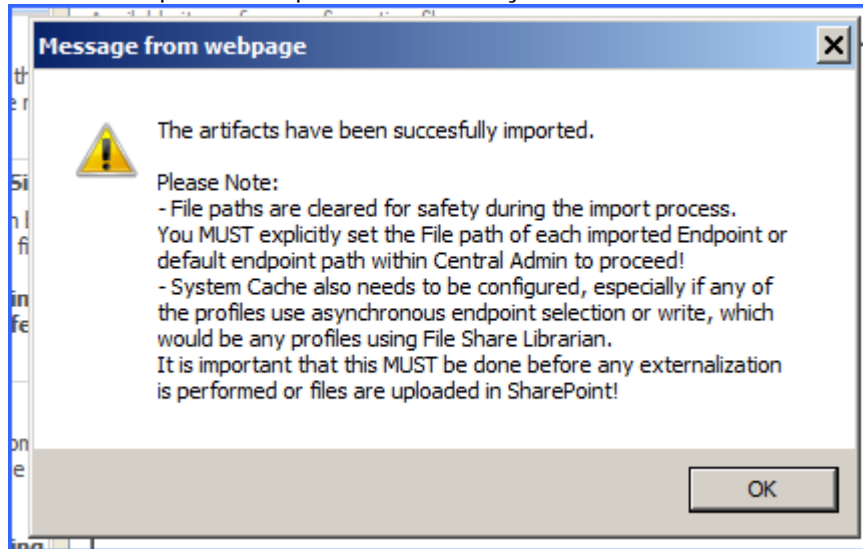 Message from webpage
The artifacts have been succesfully imported.
Please Note:
- File paths are cleared for safety during the import process.
You MUST explicitly set the File path of each imported Endpoint or
default endpoint path within Central Admin to proceed!
- System Cache also needs to be configured, especially if any of
the profiles use asynchronous endpoint selection or write, which
would be any profiles using File Share Librarian.
It is important that this MUST be done before any externalization
is performed or files are uploaded in SharePoint!
OK